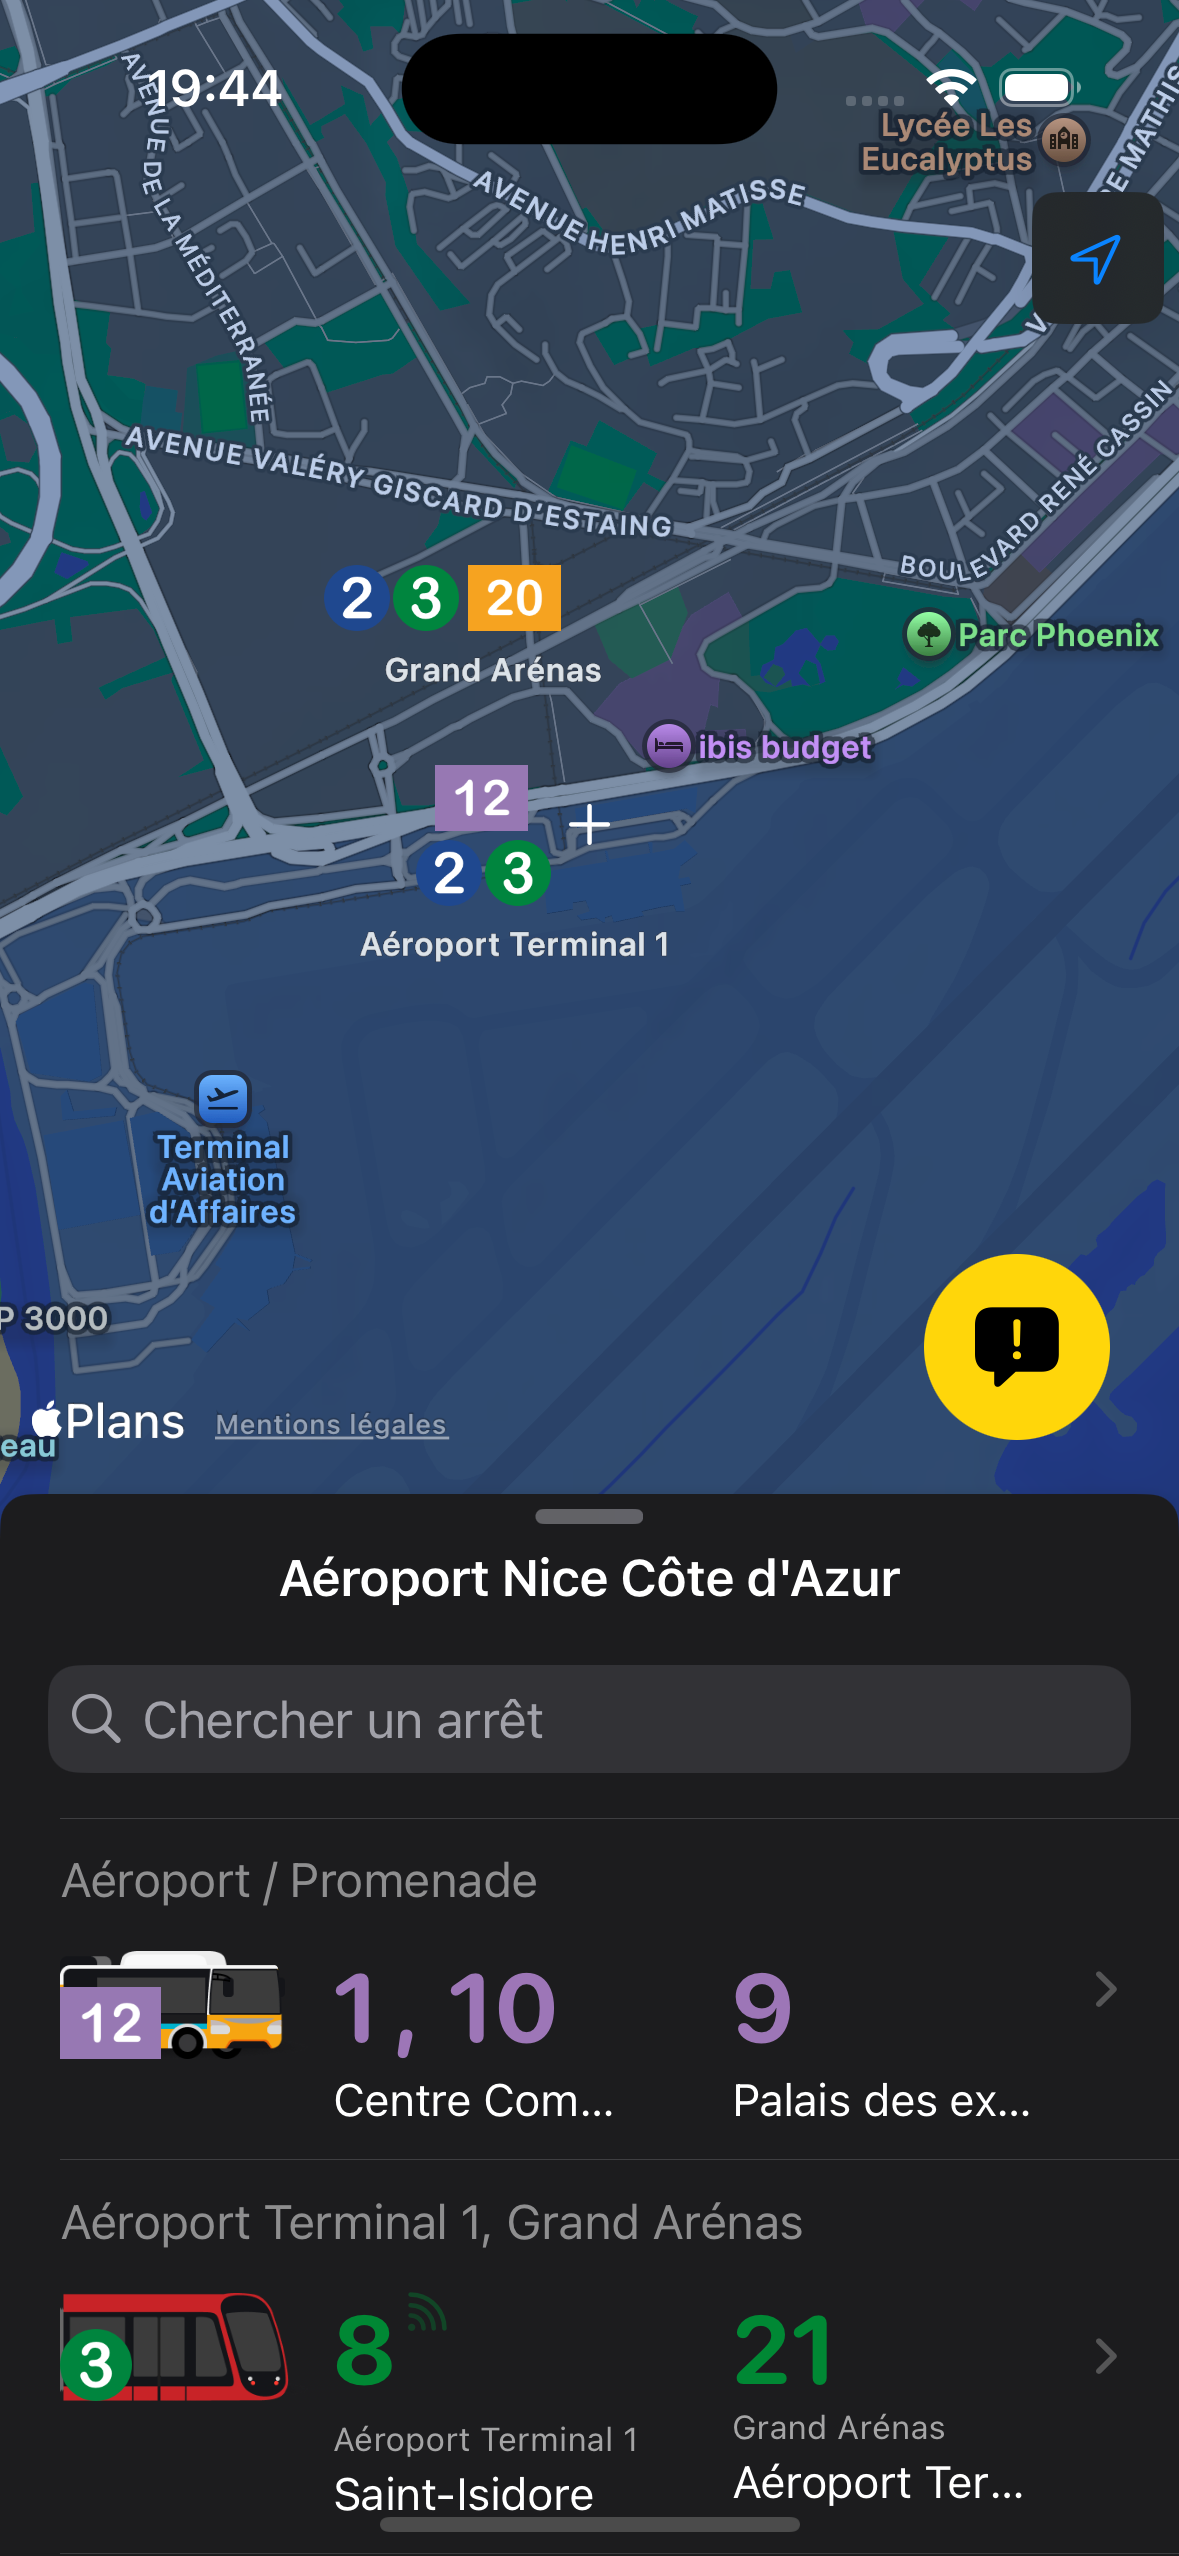 19:44
Lycée Les
Eucalyptus
AVENUE DE LA MÉDITERRANÉE
AVENUE HENRI MATISSE
DE MATHIS
AVENUE VALÉRY GISCARD D'ESTAING
BOULEVARD RENÉ CASSIN
2 3 20
Grand Arénas
Parc Phoenix
ibis budget
12
2 3
Aéroport Terminal 1
Terminal
Aviation
d'Affaires
P 3000
Plans
Mentions légales
eau
Aéroport Nice Côte d'Azur
Chercher un arrêt
Aéroport / Promenade
12 1, 10 9
Centre Com... Palais des ex...
Aéroport Terminal 1, Grand Arénas
3 8 21
Aéroport Terminal 1 Grand Arénas
Saint-Isidore Aéroport Ter...